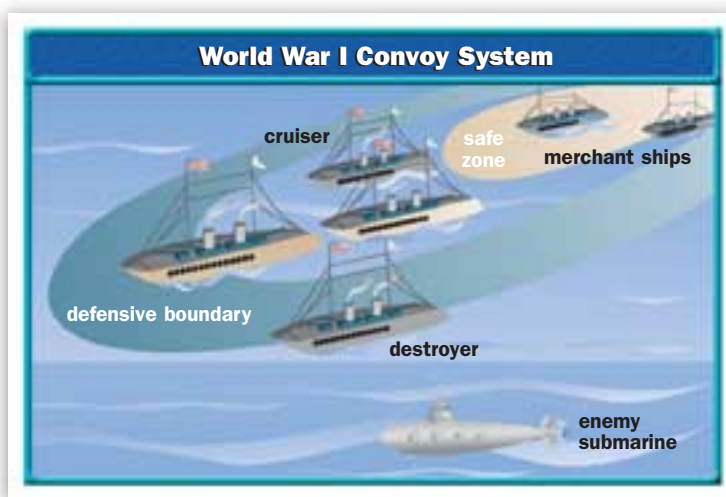 World War I Convoy System
cruiser
safe
zone
merchant ships
defensive boundary
destroyer
enemy
submarine